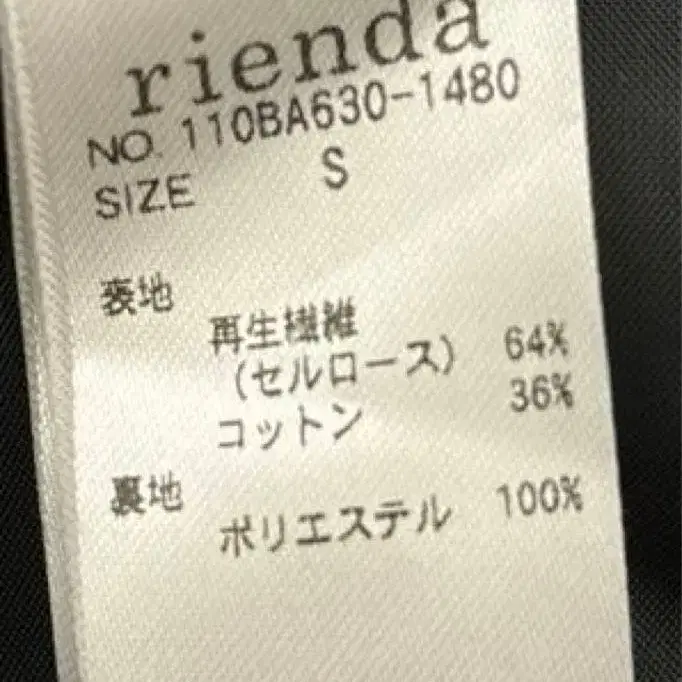 rienda
NO. 110BA630-1480
SIZE S
表地
再生繊維
(セルロース) 64%
コットン 36%
裏地
ポリエステル 100%